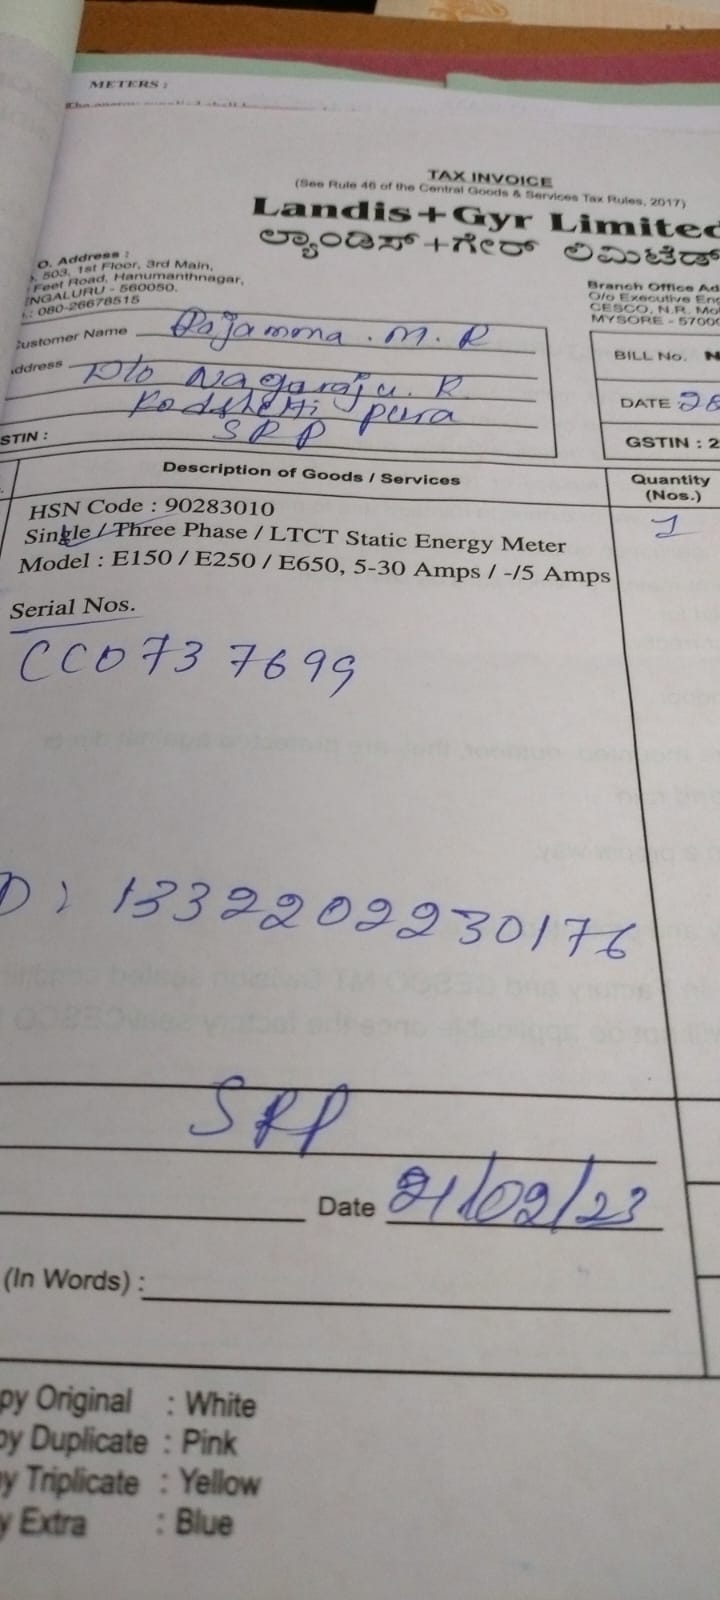 METERS :
TAX INVOICE
(See Rule 46 of the Central Goods & Services Tax Rules, 2017)
Landis+Gyr Limited
ಲ್ಯಾಂಡಿಸ್+ಗೇರ್ ಲಿಮಿಟೆಡ್
O. Address :
503, 1st Floor, 3rd Main,
Feet Road, Hanumanthnagar,
NGALURU - 560050.
: 080-26678515
Branch Office Ad
O/o Executive En
CESCO, N.R. Mo
MYSORE - 5700
Customer Name Rajamma . M. R
Address D/o Nagaraju. R
pura
SRP
STIN :
BILL No. N
DATE 28
GSTIN : 2
Description of Goods / Services
Quantity
(Nos.)
HSN Code : 90283010
1
Single / Three Phase / LTCT Static Energy Meter
Model : E150 / E250 / E650, 5-30 Amps / -/5 Amps
Serial Nos.
CC0737699
D: 1332202230176
SRP
Date 21/02/23
(In Words) :
py Original : White
py Duplicate : Pink
y Triplicate : Yellow
y Extra : Blue